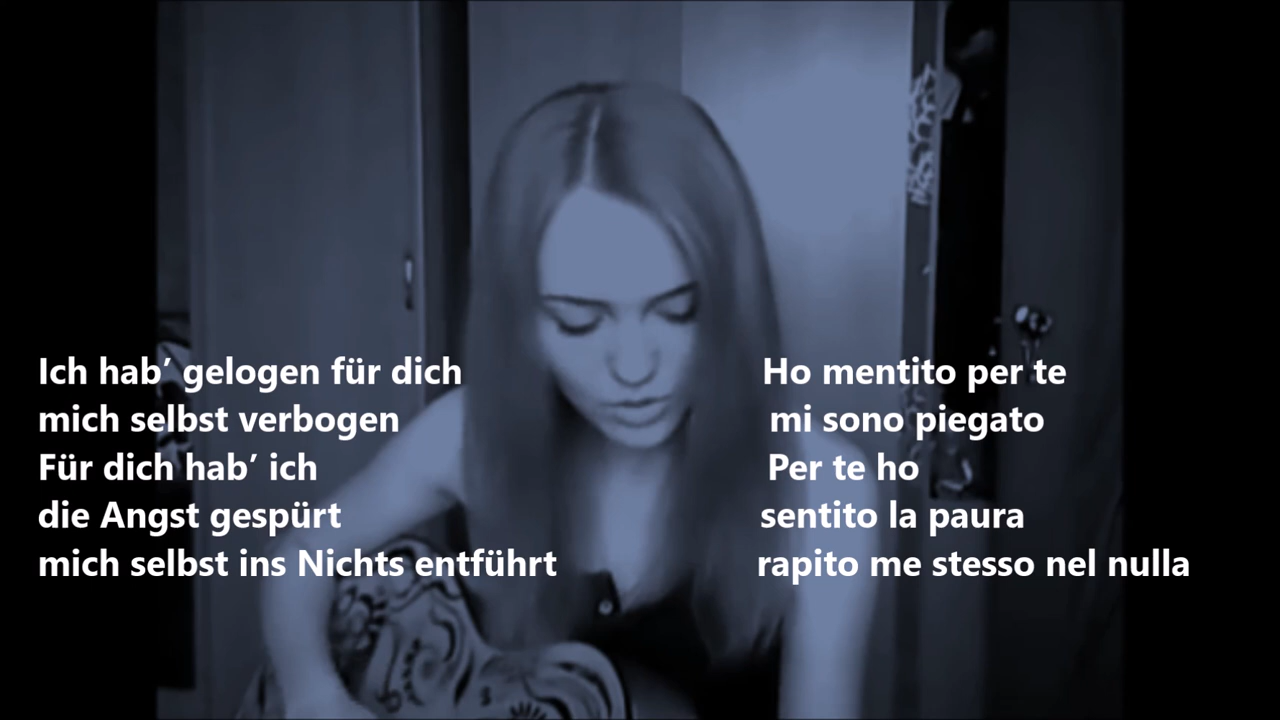 Ich hab’ gelogen für dich
mich selbst verbogen
Für dich hab’ ich
die Angst gespürt
mich selbst ins Nichts entführt
Ho mentito per te
mi sono piegato
Per te ho
sentito la paura
rapito me stesso nel nulla